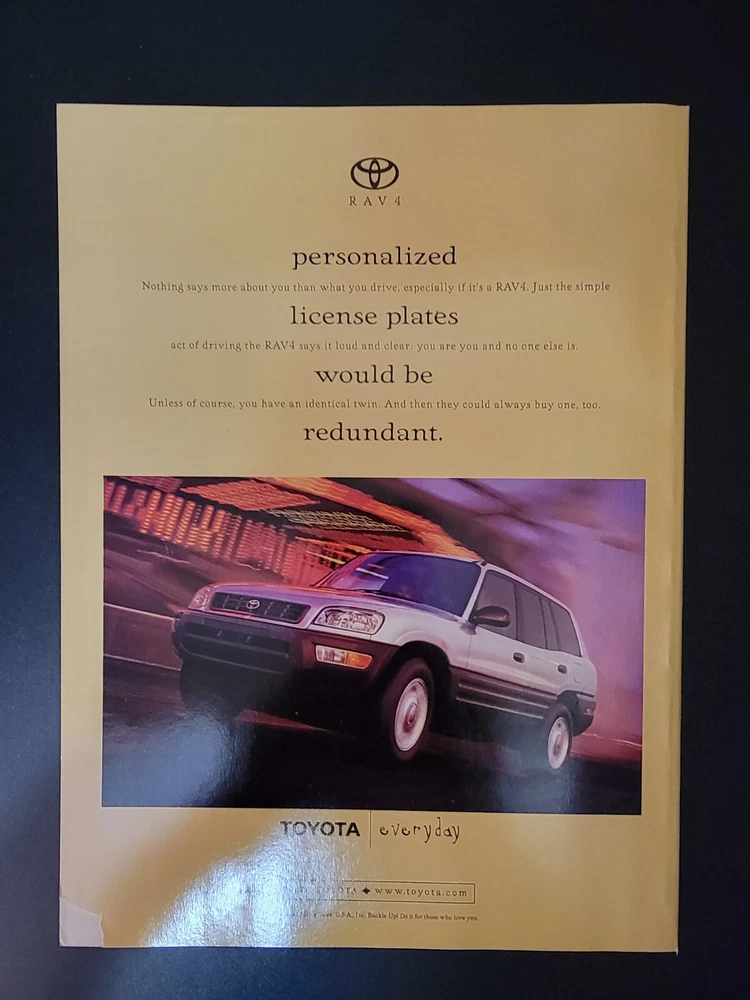 RAV4
personalized
Nothing says more about you than what you drive, especially if it's a RAV4. Just the simple
license plates
act of driving the RAV4 says it loud and clear: you are you and no one else is.
would be
Unless of course, you have an identical twin. And then they could always buy one, too.
redundant.
TOYOTA everyday
TOYOTA ◆ www.toyota.com
U.S.A., Inc. Buckle Up! Do it for those who love you.